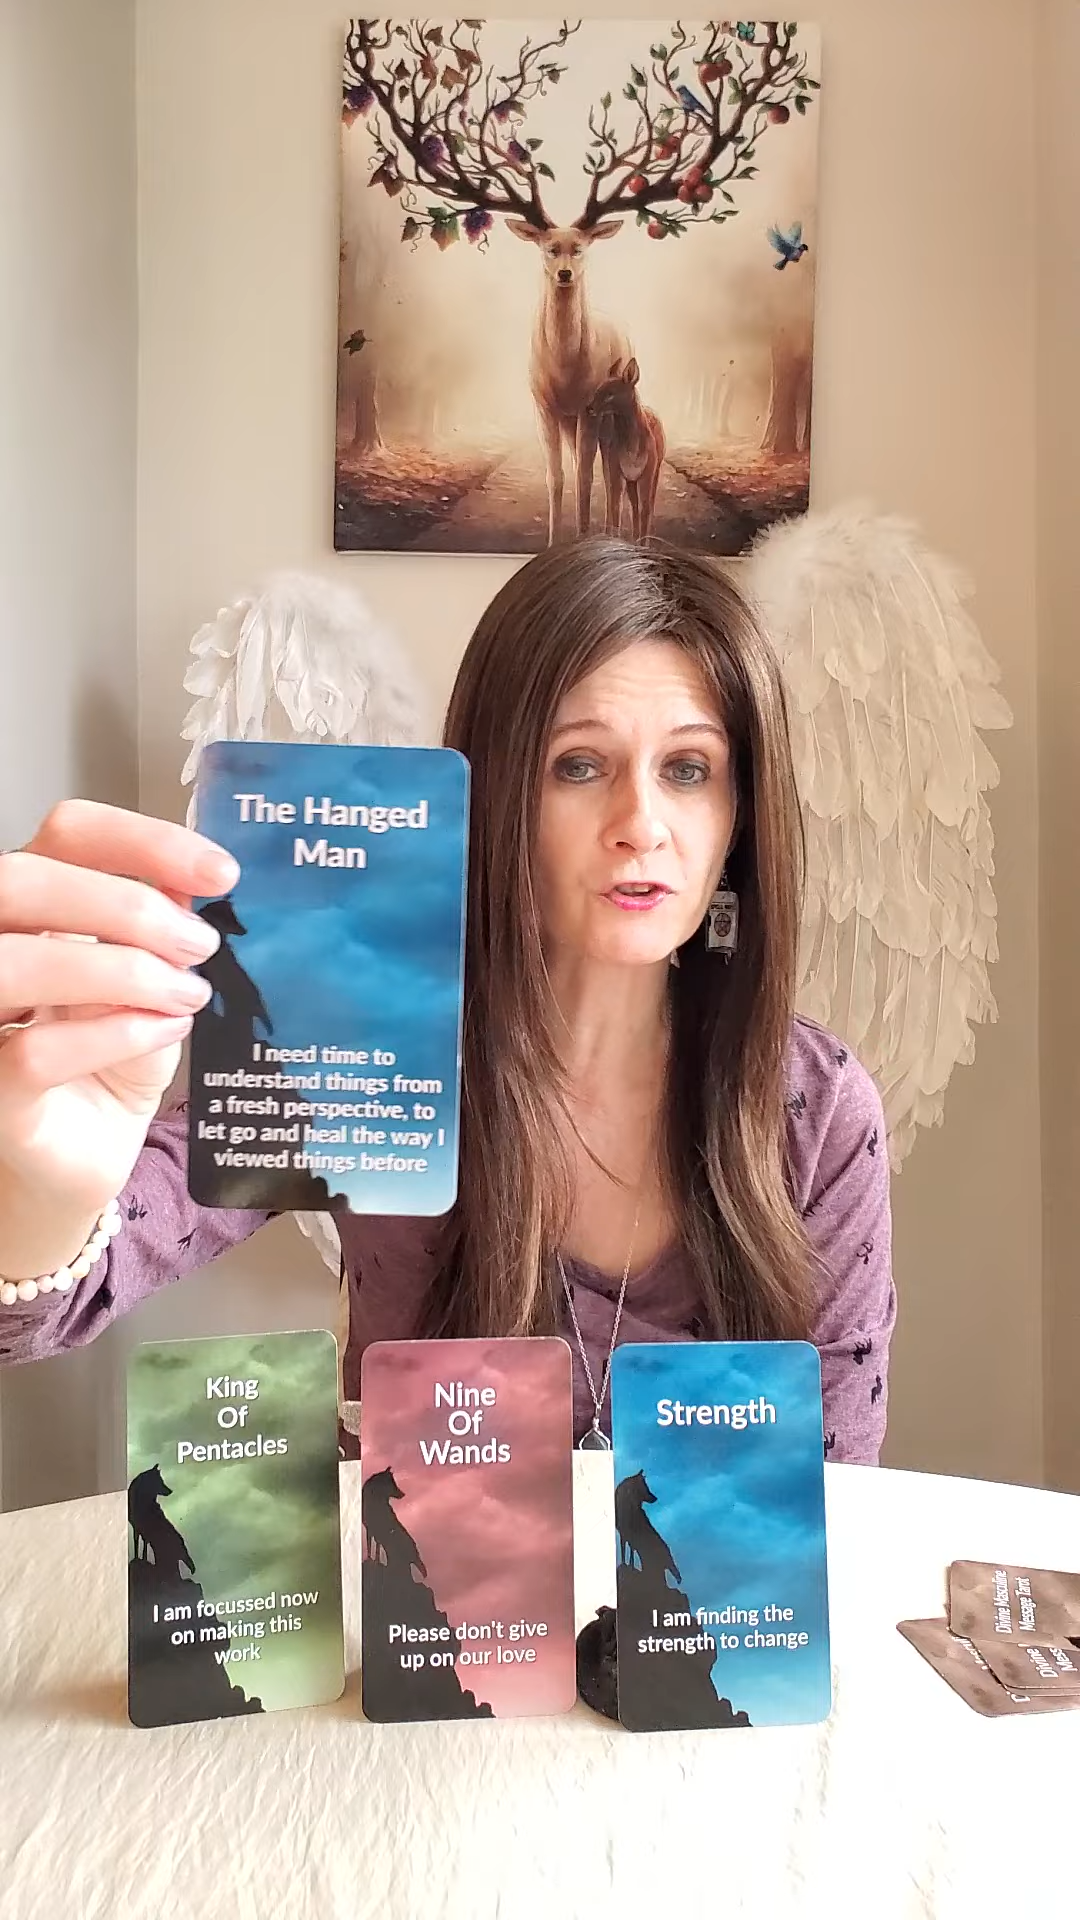 The Hanged
Man
I need time to
understand things from
a fresh perspective, to
let go and heal the way I
viewed things before
King
Of
Pentacles
I am focussed now
on making this
work
Nine
Of
Wands
Please don't give
up on our love
Strength
I am finding the
strength to change
Divine Masculine
Message Tarot
Divine